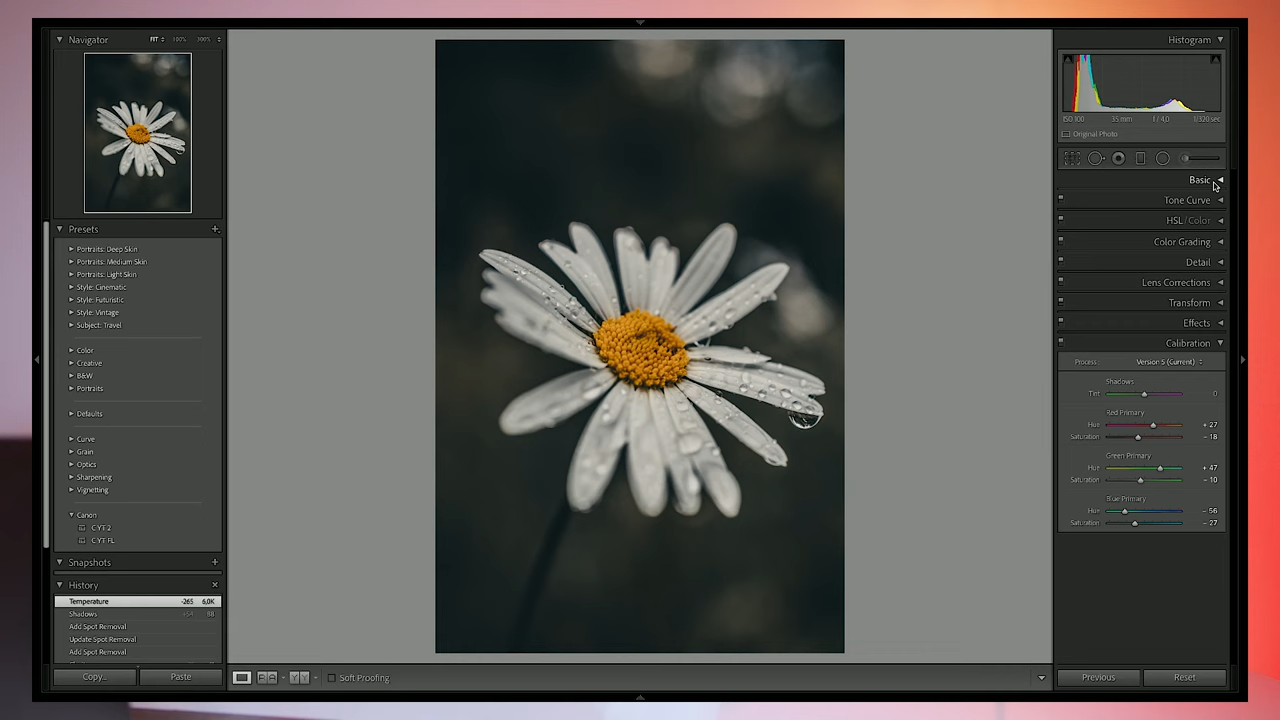 Navigator FIT 100% 300%
Presets
Portraits: Deep Skin
Portraits: Medium Skin
Portraits: Light Skin
Style: Cinematic
Style: Futuristic
Style: Vintage
Subject: Travel
Color
Creative
B&W
Portraits
Defaults
Curve
Grain
Optics
Sharpening
Vignetting
Canon
C YT 2
C YT FL
Snapshots
History
Temperature -265 6,0K
Shadows
Add Spot Removal
Update Spot Removal
Add Spot Removal
Copy... Paste
Soft Proofing
Histogram
ISO 100 35 mm f / 4,0 1/320 sec
Original Photo
Basic
Tone Curve
HSL / Color
Color Grading
Detail
Lens Corrections
Transform
Effects
Calibration
Process: Version 5 (Current)
Shadows
Tint 0
Red Primary
Hue + 27
Saturation - 18
Green Primary
Hue + 47
Saturation - 10
Blue Primary
Hue - 56
Saturation - 27
Previous Reset